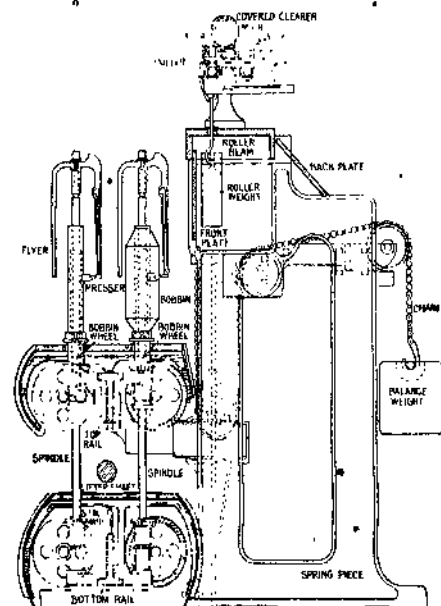 COVERED CLEARER
ROLLER
BEAM
BACK PLATE
ROLLER
WEIGHT
FRONT
PLATE
FLYER
PRESSER
BOBBIN
BOBBIN
WHEEL
BOBBIN
WHEEL
CHAIN
BALANCE
WEIGHT
TOP
RAIL
SPINDLE
SPINDLE
SPRING PIECE
BOTTOM RAIL